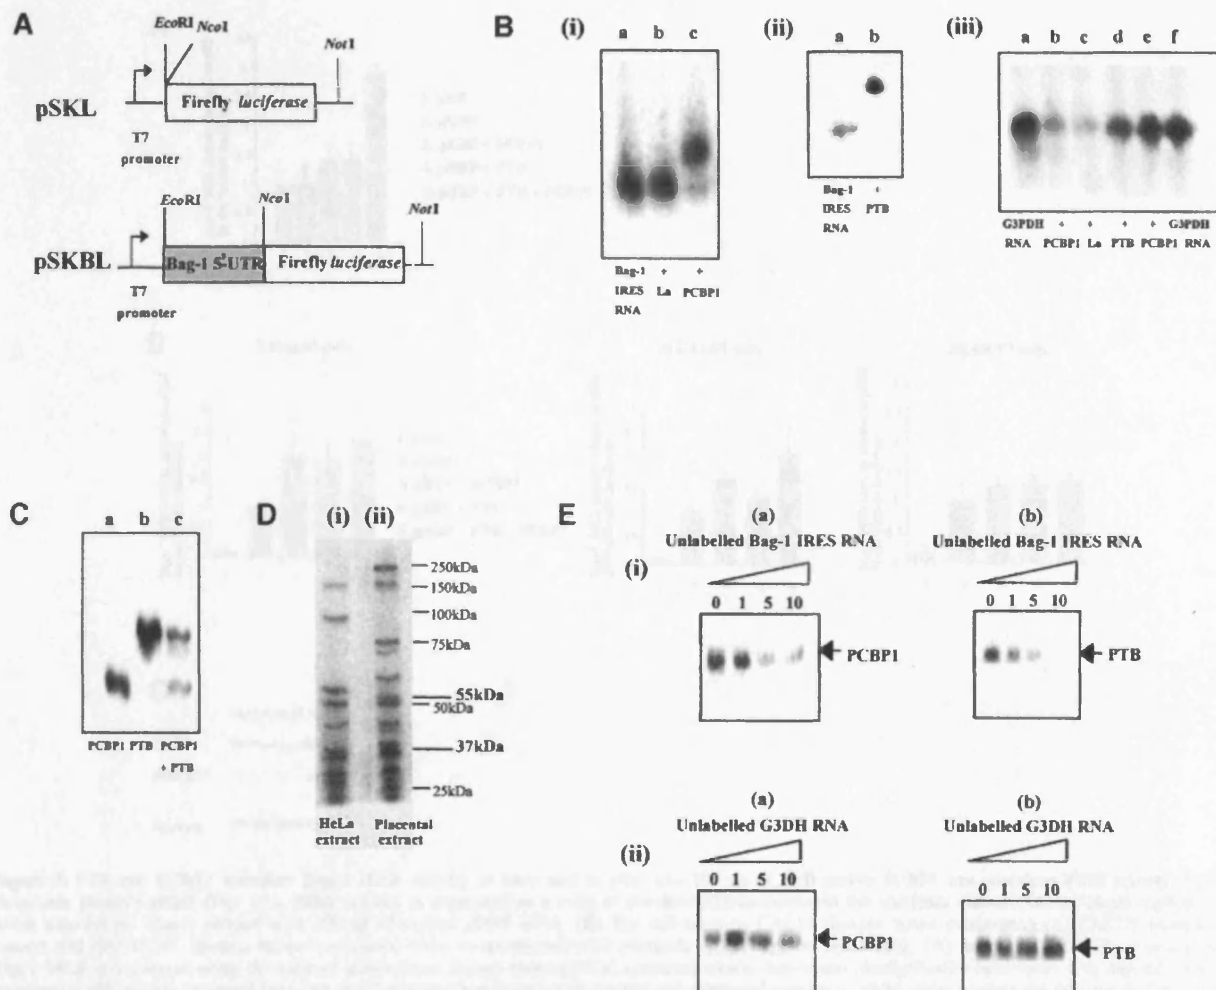 A
EcoRI Nco1
Not1
pSKL
Firefly luciferase
T7
promoter
EcoRI
Nco1
Not1
pSKBL
Bag-1 5'-UTR
Firefly luciferase
T7
promoter
B
(i)
a b c
Bag-1 + +
IRES La PCBP1
RNA
(ii)
a b
Bag-1 +
IRES PTB
RNA
(iii)
a b c d e f
G3PDH + + + + G3PDH
RNA PCBP1 La PTB PCBP1 RNA
C
a b c
PCBP1 PTB PCBP1
+ PTB
D
(i) (ii)
250kDa
150kDa
100kDa
75kDa
55kDa
50kDa
37kDa
25kDa
HeLa Placental
extract extract
E
(a)
Unlabelled Bag-1 IRES RNA
(i)
0 1 5 10
PCBP1
(b)
Unlabelled Bag-1 IRES RNA
0 1 5 10
PTB
(a)
Unlabelled G3DH RNA
(ii)
0 1 5 10
PCBP1
(b)
Unlabelled G3DH RNA
0 1 5 10
PTB